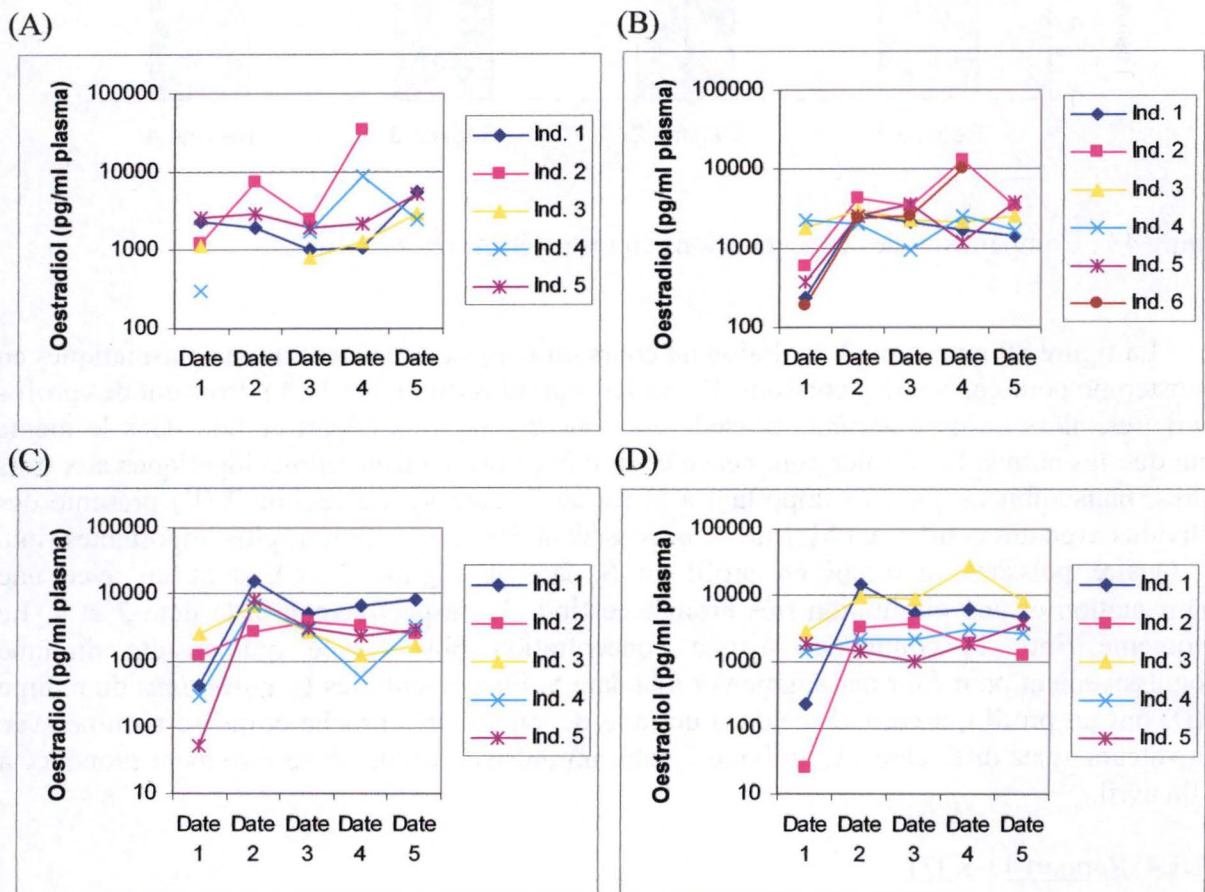 (A)
Oestradiol (pg/ml plasma)
100000
10000
1000
100
Date 1
Date 2
Date 3
Date 4
Date 5
Ind. 1
Ind. 2
Ind. 3
Ind. 4
Ind. 5
(B)
Oestradiol (pg/ml plasma)
100000
10000
1000
100
Date 1
Date 2
Date 3
Date 4
Date 5
Ind. 1
Ind. 2
Ind. 3
Ind. 4
Ind. 5
Ind. 6
(C)
Oestradiol (pg/ml plasma)
100000
10000
1000
100
10
Date 1
Date 2
Date 3
Date 4
Date 5
Ind. 1
Ind. 2
Ind. 3
Ind. 4
Ind. 5
(D)
Oestradiol (pg/ml plasma)
100000
10000
1000
100
10
Date 1
Date 2
Date 3
Date 4
Date 5
Ind. 1
Ind. 2
Ind. 3
Ind. 4
Ind. 5